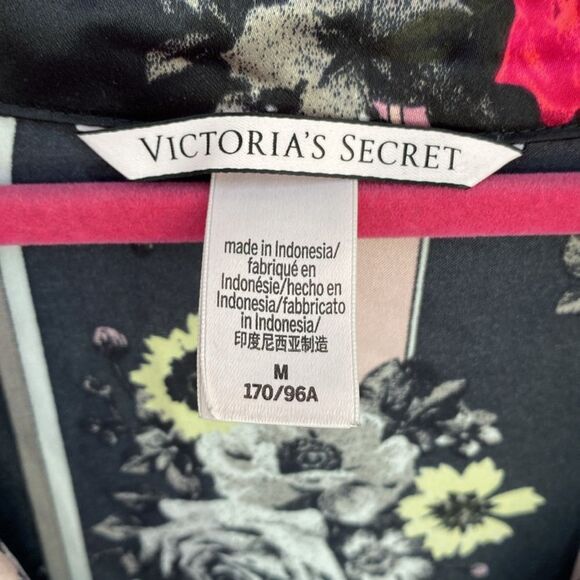 VICTORIA'S SECRET
made in Indonesia/
fabriqué en
Indonésie/hecho en
Indonesia/fabbricato
in Indonesia/
印度尼西亚制造
M
170/96A